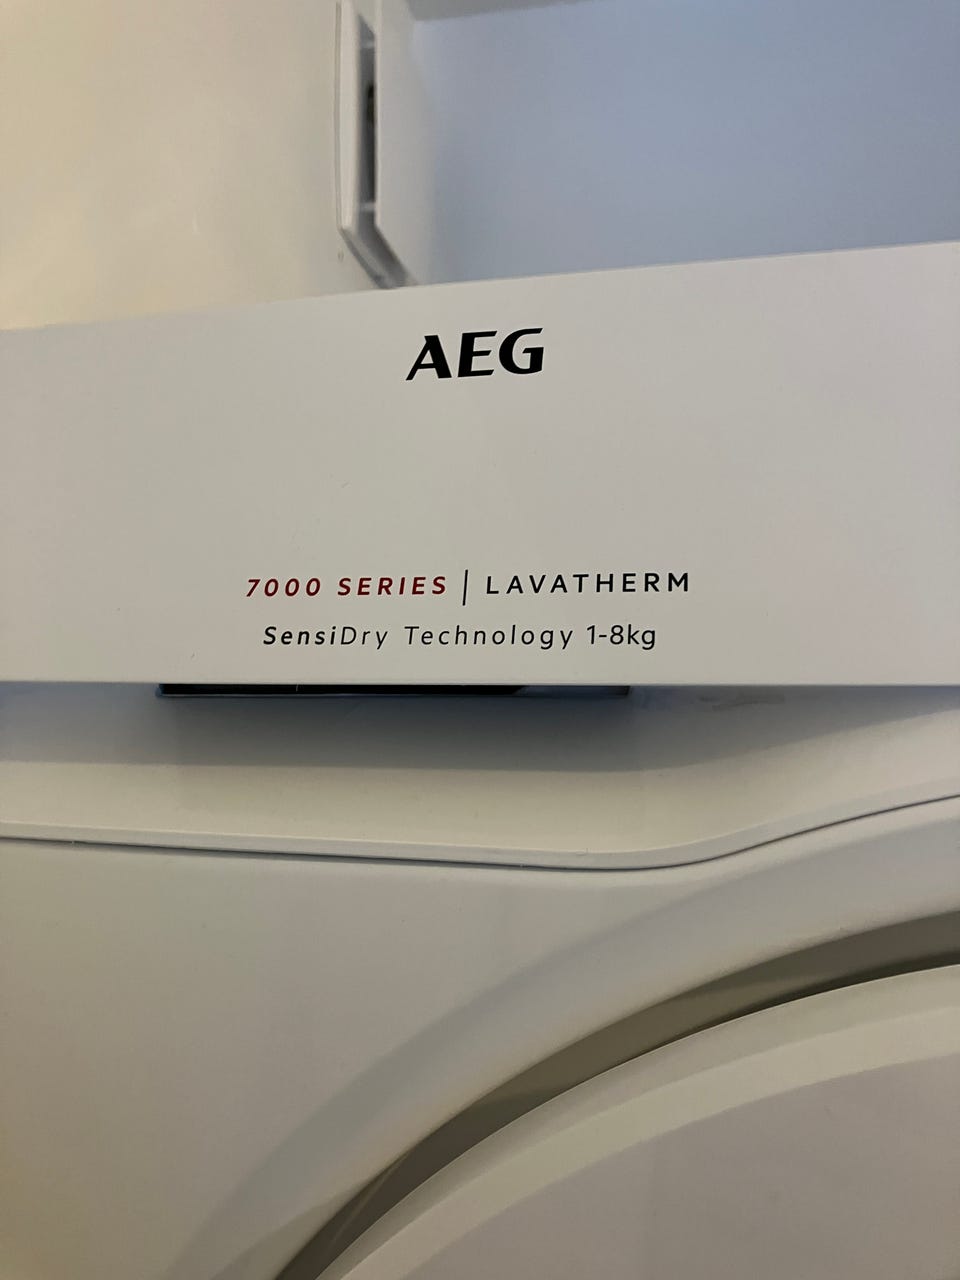 AEG
7000 SERIES | LAVATHERM
SensiDry Technology 1-8kg